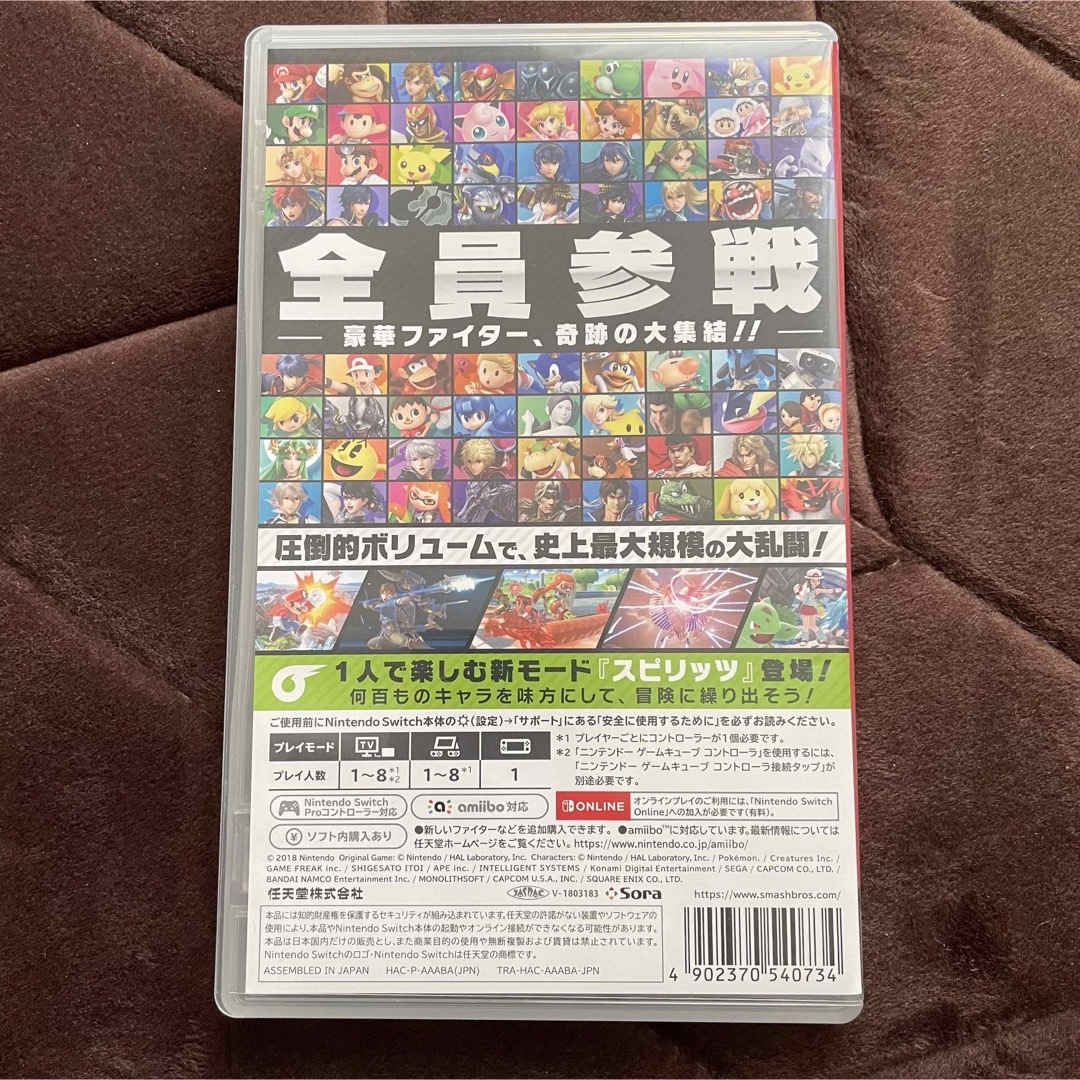 全員参戦
豪華ファイター、奇跡の大集結!!
圧倒的ボリュームで、史上最大規模の大乱闘!
1人で楽しむ新モード『スピリッツ』登場!
何百ものキャラを味方にして、冒険に繰り出そう!
ご使用前にNintendo Switch本体の(設定)→「サポート」にある「安全に使用するために」を必ずお読みください。
プレイモード
TV
プレイ人数
1～8 *1 *2
1～8 *1
1
*1 プレイヤーごとにコントローラーが1個必要です。
*2 「ニンテンドー ゲームキューブ コントローラ」を使用するには、
「ニンテンドー ゲームキューブ コントローラ接続タップ」が
別途必要です。
Nintendo Switch
Proコントローラー対応
amiibo 対応
ONLINE
オンラインプレイのご利用には、「Nintendo Switch
Online」への加入が必要です(有料)。
¥ ソフト内購入あり
●新しいファイターなどを追加購入できます。 ●amiibo™に対応しています。最新情報については
任天堂ホームページをご覧ください。https://www.nintendo.co.jp/amiibo/
© 2018 Nintendo Original Game: © Nintendo / HAL Laboratory, Inc. Characters: © Nintendo / HAL Laboratory, Inc. / Pokémon. / Creatures Inc. /
GAME FREAK inc. / SHIGESATO ITOI / APE inc. / INTELLIGENT SYSTEMS / Konami Digital Entertainment / SEGA / CAPCOM CO., LTD. /
BANDAI NAMCO Entertainment Inc. / MONOLITHSOFT / CAPCOM U.S.A., INC. / SQUARE ENIX CO., LTD.
任天堂株式会社
JASRAC
V-1803183
Sora
https://www.smashbros.com
本品には知的財産権を保護するセキュリティが組み込まれています。任天堂の許諾がない装置やソフトウェアの
使用により、本品やNintendo Switch本体の起動やオンライン接続ができなくなる可能性があります。
本品は日本国内だけの販売とし、また商業目的の使用や無断複製および賃貸は禁止されています。
Nintendo Switchのロゴ・Nintendo Switchは任天堂の商標です。
ASSEMBLED IN JAPAN HAC-P-AAABA(JPN) TRA-HAC-AAABA-JPN
4 902370 540734